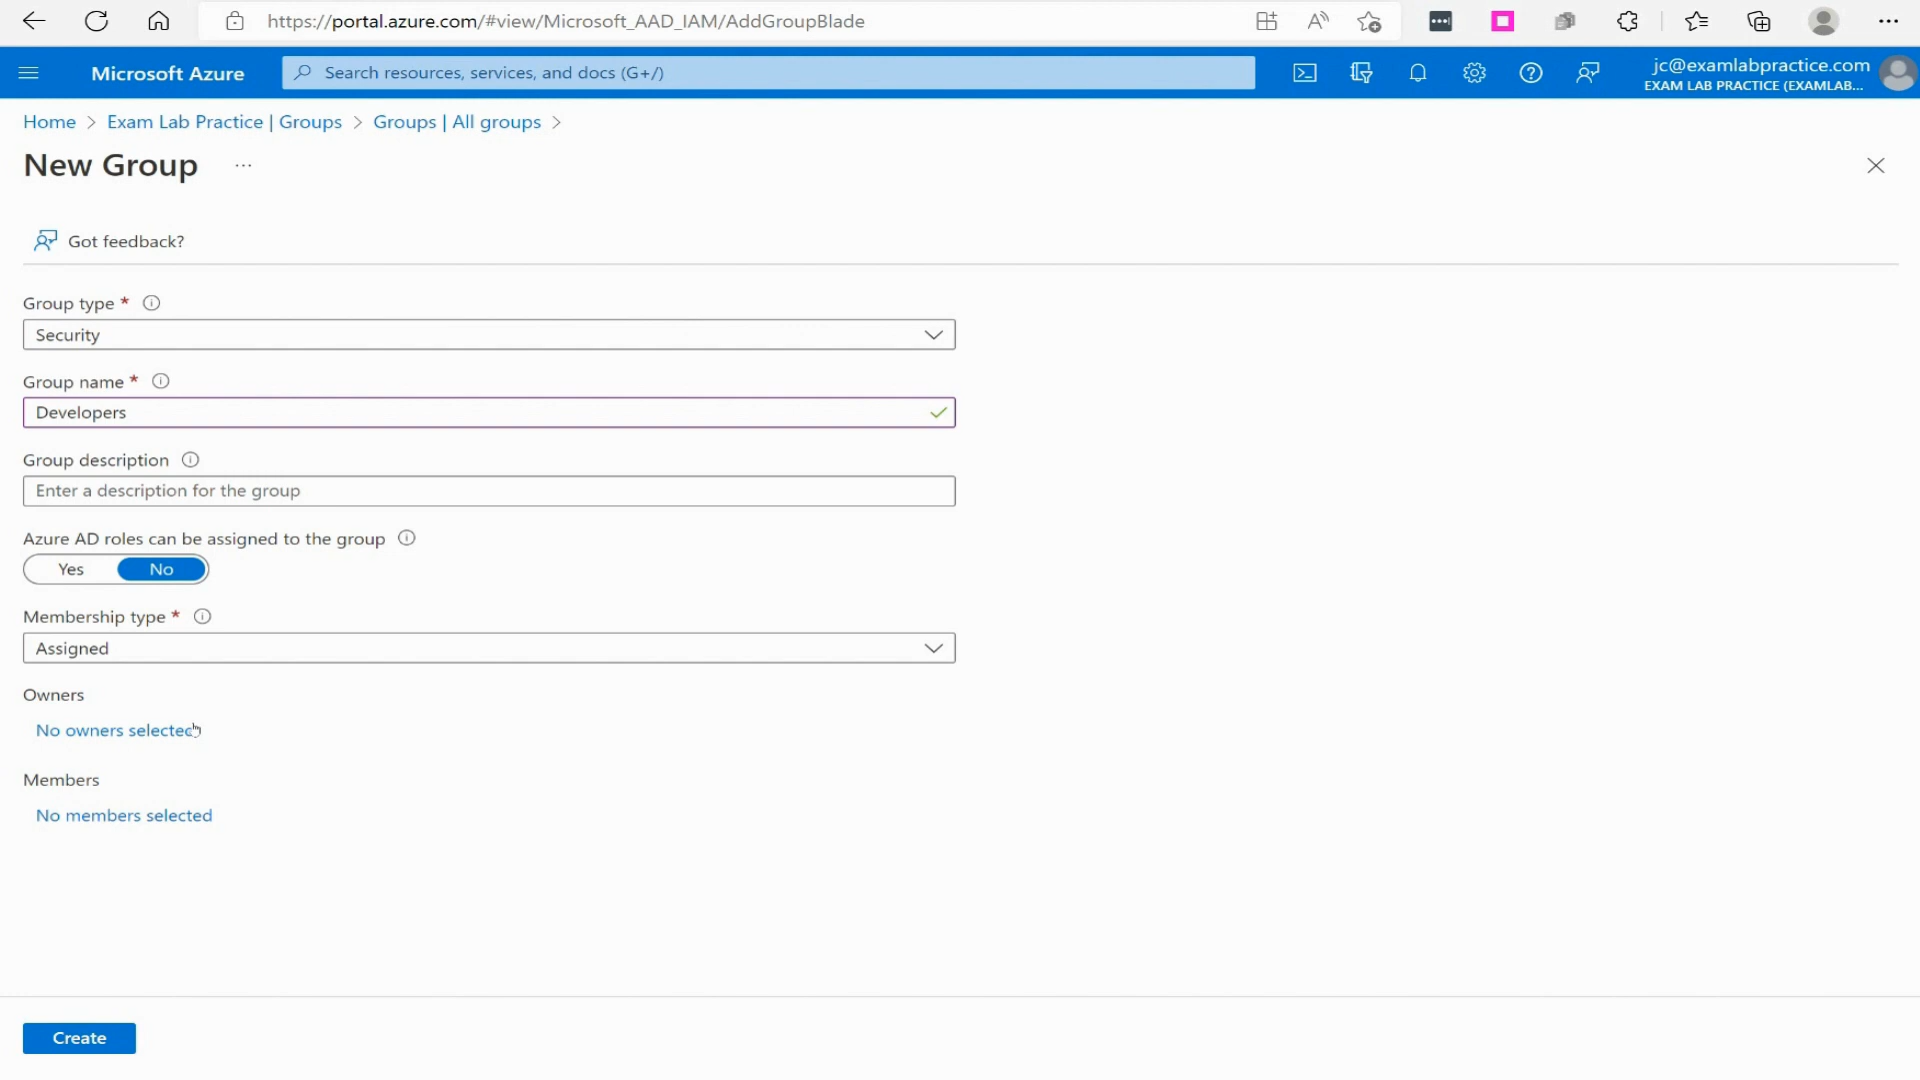 https://portal.azure.com/#view/Microsoft_AAD_IAM/AddGroupBlade
Microsoft Azure
Search resources, services, and docs (G+/)
jc@examlabpractice.com
EXAM LAB PRACTICE (EXAMLAB...
Home > Exam Lab Practice | Groups > Groups | All groups >
New Group ...
Got feedback?
Group type *
Security
Group name *
Developers
Group description
Enter a description for the group
Azure AD roles can be assigned to the group
Yes No
Membership type *
Assigned
Owners
No owners selected
Members
No members selected
Create